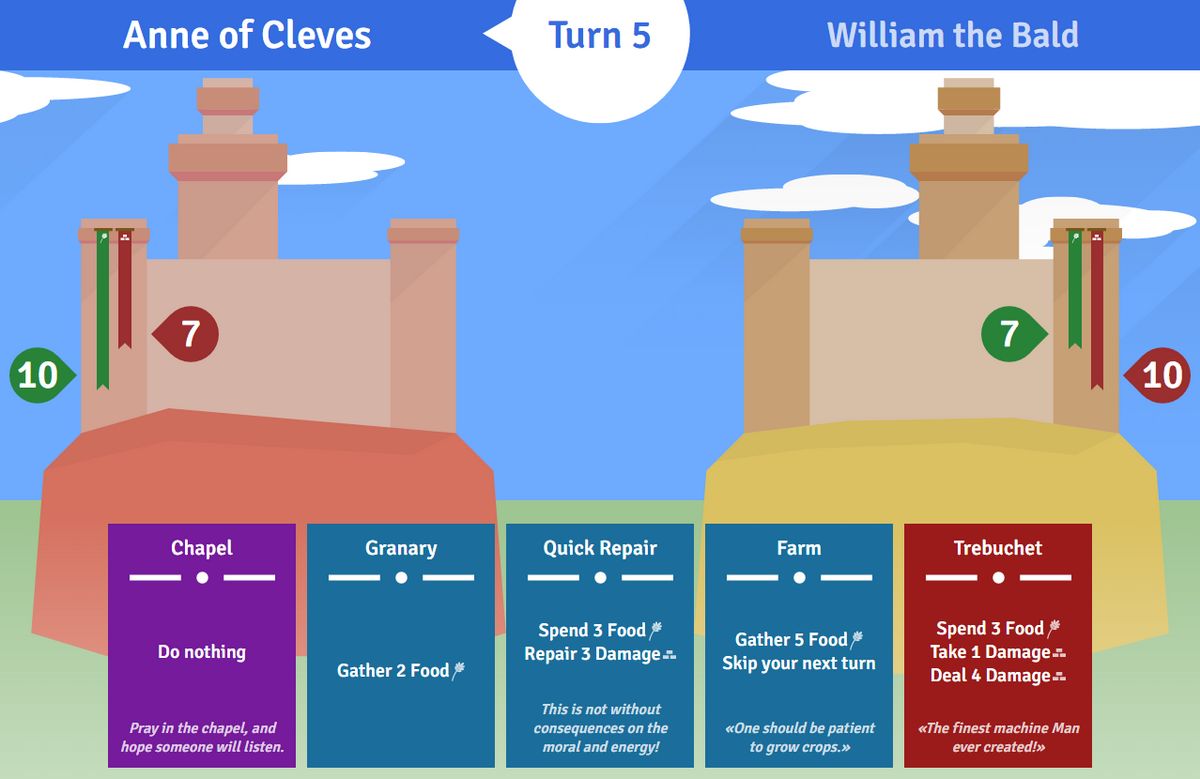 Anne of Cleves
Turn 5
William the Bald
7
10
7
10
Chapel
Do nothing
Pray in the chapel, and
hope someone will listen.
Granary
Gather 2 Food
Quick Repair
Spend 3 Food
Repair 3 Damage
This is not without
consequences on the
moral and energy!
Farm
Gather 5 Food
Skip your next turn
«One should be patient
to grow crops.»
Trebuchet
Spend 3 Food
Take 1 Damage
Deal 4 Damage
«The finest machine Man
ever created!»